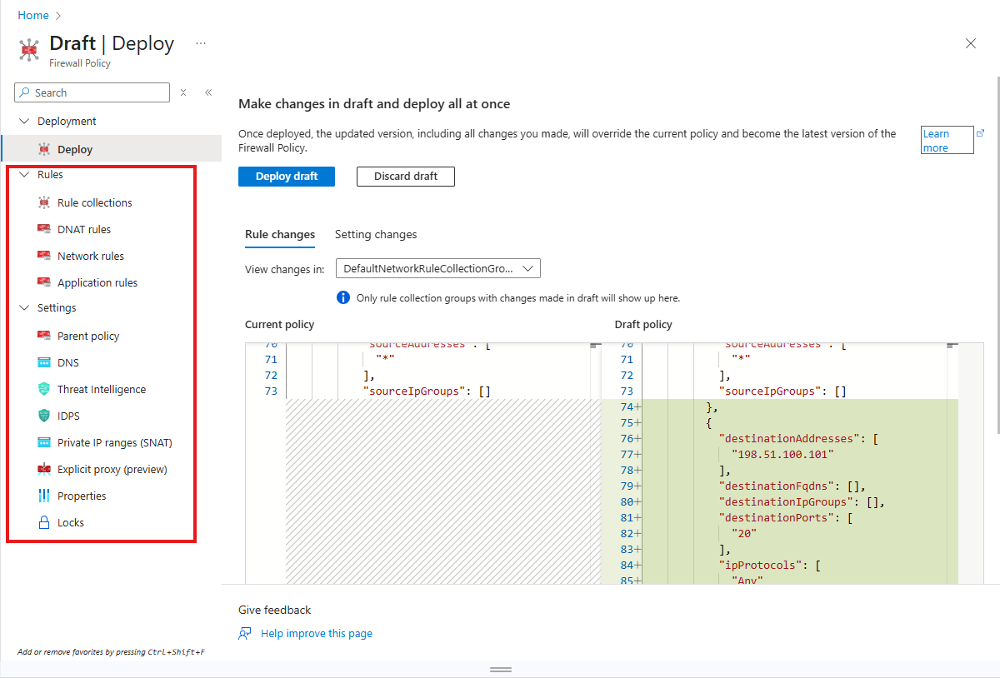 Home
Draft | Deploy ...
Firewall Policy
Search
Deployment
Deploy
Rules
Rule collections
DNAT rules
Network rules
Application rules
Settings
Parent policy
DNS
Threat Intelligence
IDPS
Private IP ranges (SNAT)
Explicit proxy (preview)
Properties
Locks
Add or remove favorites by pressing Ctrl+Shift+F
Make changes in draft and deploy all at once
Once deployed, the updated version, including all changes you made, will override the current policy and become the latest version of the
Firewall Policy.
Learn
more
Deploy draft Discard draft
Rule changes Setting changes
View changes in: DefaultNetworkRuleCollectionGro...
Only rule collection groups with changes made in draft will show up here.
Current policy
70 "sourceAddresses": [
71 "*"
72 ],
73 "sourceIpGroups": []
Draft policy
70 "sourceAddresses": [
71 "*"
72 ],
73 "sourceIpGroups": []
74+ },
75+ {
76+ "destinationAddresses": [
77+ "198.51.100.101"
78+ ],
79+ "destinationFqdns": [],
80+ "destinationIpGroups": [],
81+ "destinationPorts": [
82+ "20"
83+ ],
84+ "ipProtocols": [
85+ "Any"
Give feedback
Help improve this page